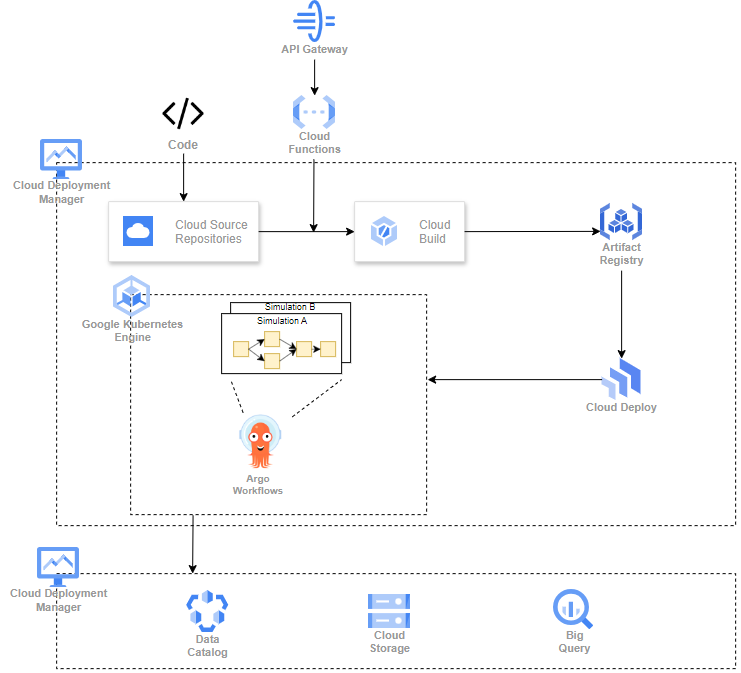 API Gateway
Cloud
Functions
Code
Cloud Deployment
Manager
Cloud Source
Repositories
Cloud
Build
Artifact
Registry
Google Kubernetes
Engine
Simulation B
Simulation A
Cloud Deploy
Argo
Workflows
Cloud Deployment
Manager
Data
Catalog
Cloud
Storage
Big
Query